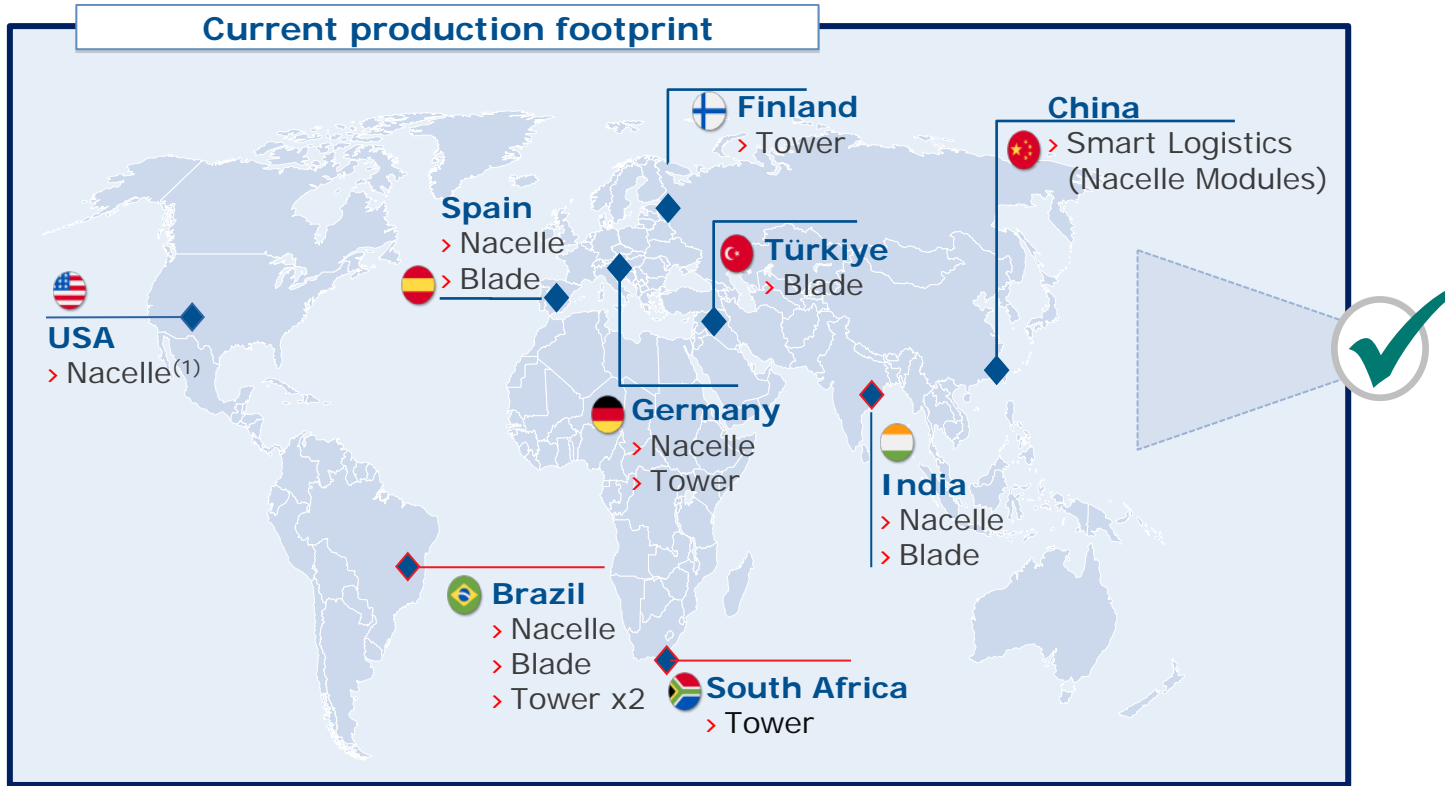 Current production footprint
Finland
> Tower
China
> Smart Logistics
(Nacelle Modules)
Spain
> Nacelle
> Blade
Türkiye
> Blade
USA
> Nacelle(1)
Germany
> Nacelle
> Tower
India
> Nacelle
> Blade
Brazil
> Nacelle
> Blade
> Tower x2
South Africa
> Tower